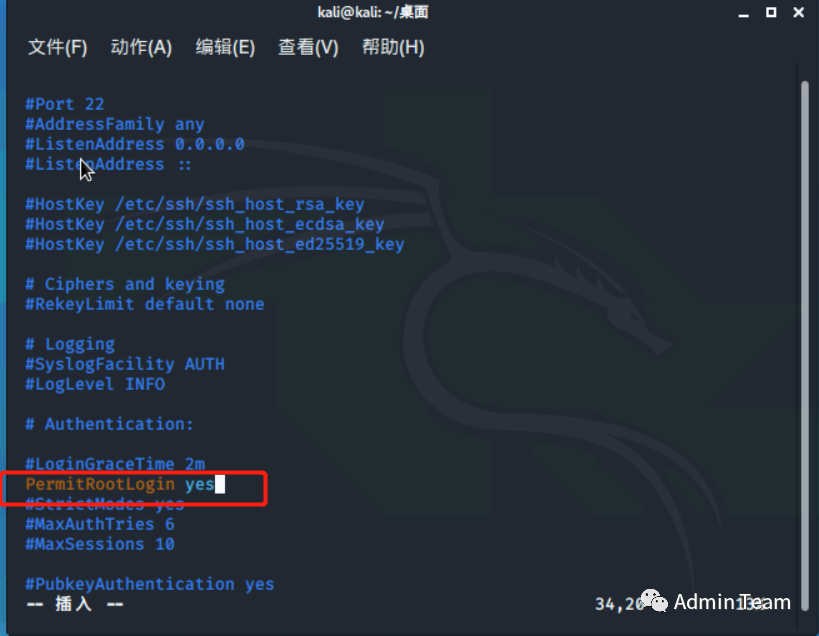 kali@kali: ~/桌面
文件(F) 动作(A) 编辑(E) 查看(V) 帮助(H)
#Port 22
#AddressFamily any
#ListenAddress 0.0.0.0
#ListenAddress ::
#HostKey /etc/ssh/ssh_host_rsa_key
#HostKey /etc/ssh/ssh_host_ecdsa_key
#HostKey /etc/ssh/ssh_host_ed25519_key
# Ciphers and keying
#RekeyLimit default none
# Logging
#SyslogFacility AUTH
#LogLevel INFO
# Authentication:
#LoginGraceTime 2m
PermitRootLogin yes
#StrictModes yes
#MaxAuthTries 6
#MaxSessions 10
#PubkeyAuthentication yes
-- 插入 -- 34,20
AdminTeam